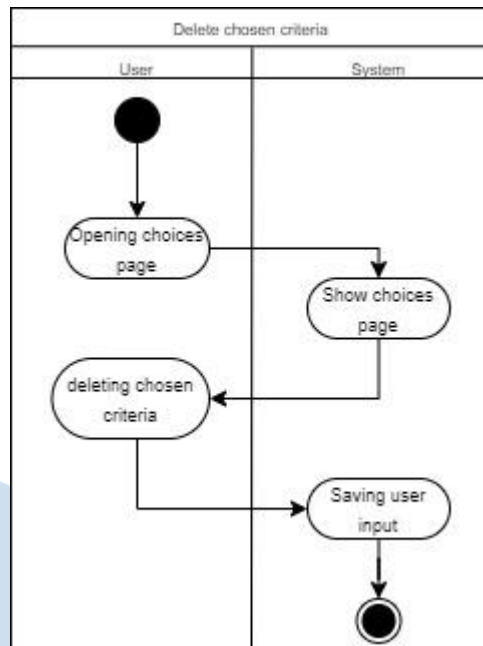 Delete chosen criteria
User
System
Opening choices
page
Show choices
page
deleting chosen
criteria
Saving user
input